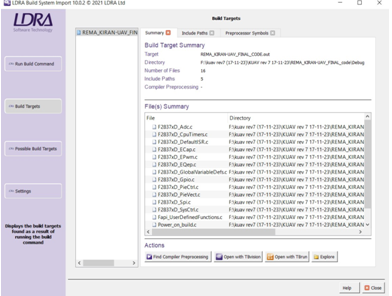 LDRA Build System Import 10.0.2 © 2021 LDRA Ltd
LDRA
Software Technology
Build Targets
>>> Run Build Command
>>> Build Targets
>>> Possible Build Targets
>>> Settings
Displays the build targets
found as a result of
running the build
command
REMA_KIRAN-UAV_FIN
Summary Include Paths Preprocessor Symbols
Build Target Summary
Target REMA_KIRAN-UAV_FINAL_CODE.out
Directory F:\kuav rev7 (17-11-23)\KUAV rev 7 17-11-23\REMA_KIRAN-UAV_FINAL_code\Debug
Number of Files 16
Include Paths 5
Compiler Preprocessing -
File(s) Summary
File Directory
F2837xD_Adc.c F:\kuav rev7 (17-11-23)\KUAV rev 7 17-11-23\REMA_KIRAN
F2837xD_CpuTimers.c F:\kuav rev7 (17-11-23)\KUAV rev 7 17-11-23\REMA_KIRAN
F2837xD_DefaultISR.c F:\kuav rev7 (17-11-23)\KUAV rev 7 17-11-23\REMA_KIRAN
F2837xD_ECap.c F:\kuav rev7 (17-11-23)\KUAV rev 7 17-11-23\REMA_KIRAN
F2837xD_EPwm.c F:\kuav rev7 (17-11-23)\KUAV rev 7 17-11-23\REMA_KIRAN
F2837xD_EQep.c F:\kuav rev7 (17-11-23)\KUAV rev 7 17-11-23\REMA_KIRAN
F2837xD_GlobalVariableDefs.c F:\kuav rev7 (17-11-23)\KUAV rev 7 17-11-23\REMA_KIRAN
F2837xD_Gpio.c F:\kuav rev7 (17-11-23)\KUAV rev 7 17-11-23\REMA_KIRAN
F2837xD_PieCtrl.c F:\kuav rev7 (17-11-23)\KUAV rev 7 17-11-23\REMA_KIRAN
F2837xD_PieVect.c F:\kuav rev7 (17-11-23)\KUAV rev 7 17-11-23\REMA_KIRAN
F2837xD_Spi.c F:\kuav rev7 (17-11-23)\KUAV rev 7 17-11-23\REMA_KIRAN
F2837xD_SysCtrl.c F:\kuav rev7 (17-11-23)\KUAV rev 7 17-11-23\REMA_KIRAN
Fapi_UserDefinedFunctions.c F:\kuav rev7 (17-11-23)\KUAV rev 7 17-11-23\REMA_KIRAN
Power_on_build.c F:\kuav rev7 (17-11-23)\KUAV rev 7 17-11-23\REMA_KIRAN
Actions
Find Compiler Preprocessing Open with TBvision Open with TBrun Explore
Help Close